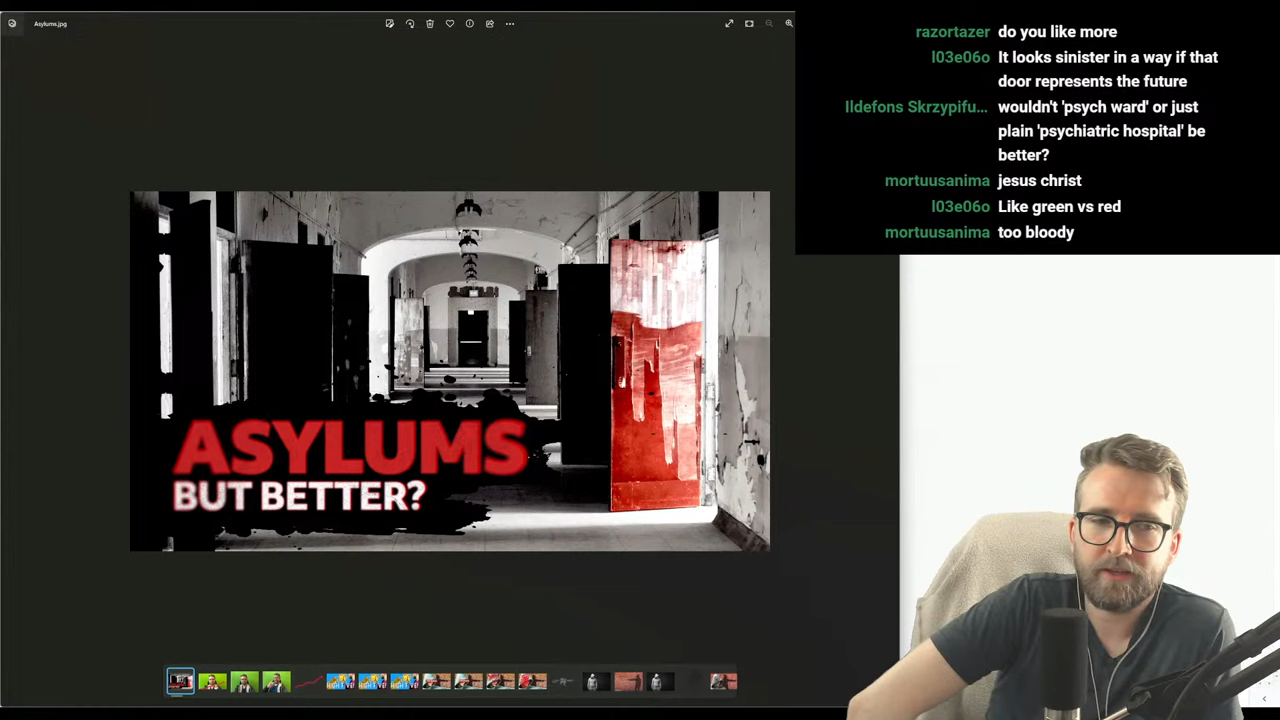 Asylums.jpg
razortazer do you like more
l03e06o It looks sinister in a way if that
door represents the future
Ildefons Skrzypifu... wouldn't 'psych ward' or just
plain 'psychiatric hospital' be
better?
mortuusanima jesus christ
l03e06o Like green vs red
mortuusanima too bloody
ASYLUMS
BUT BETTER?